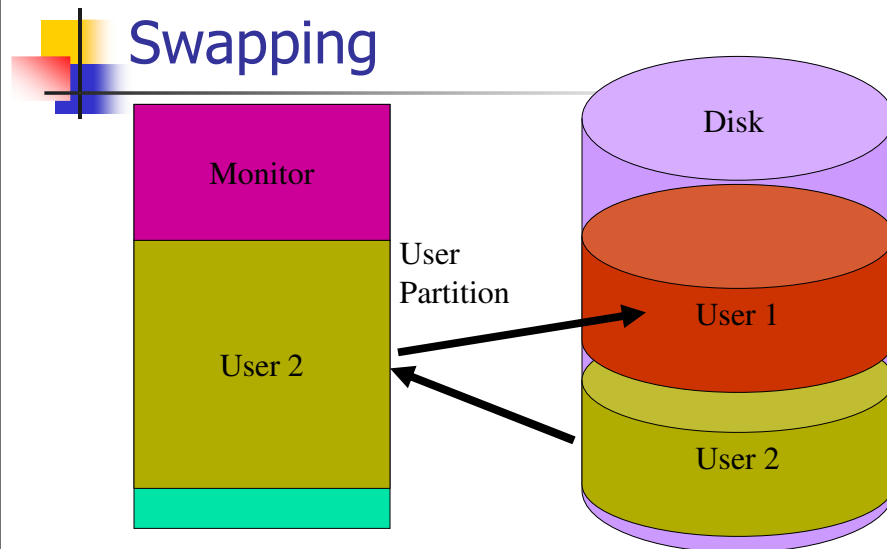 Swapping
Disk
Monitor
User
Partition
User 1
User 2
User 2